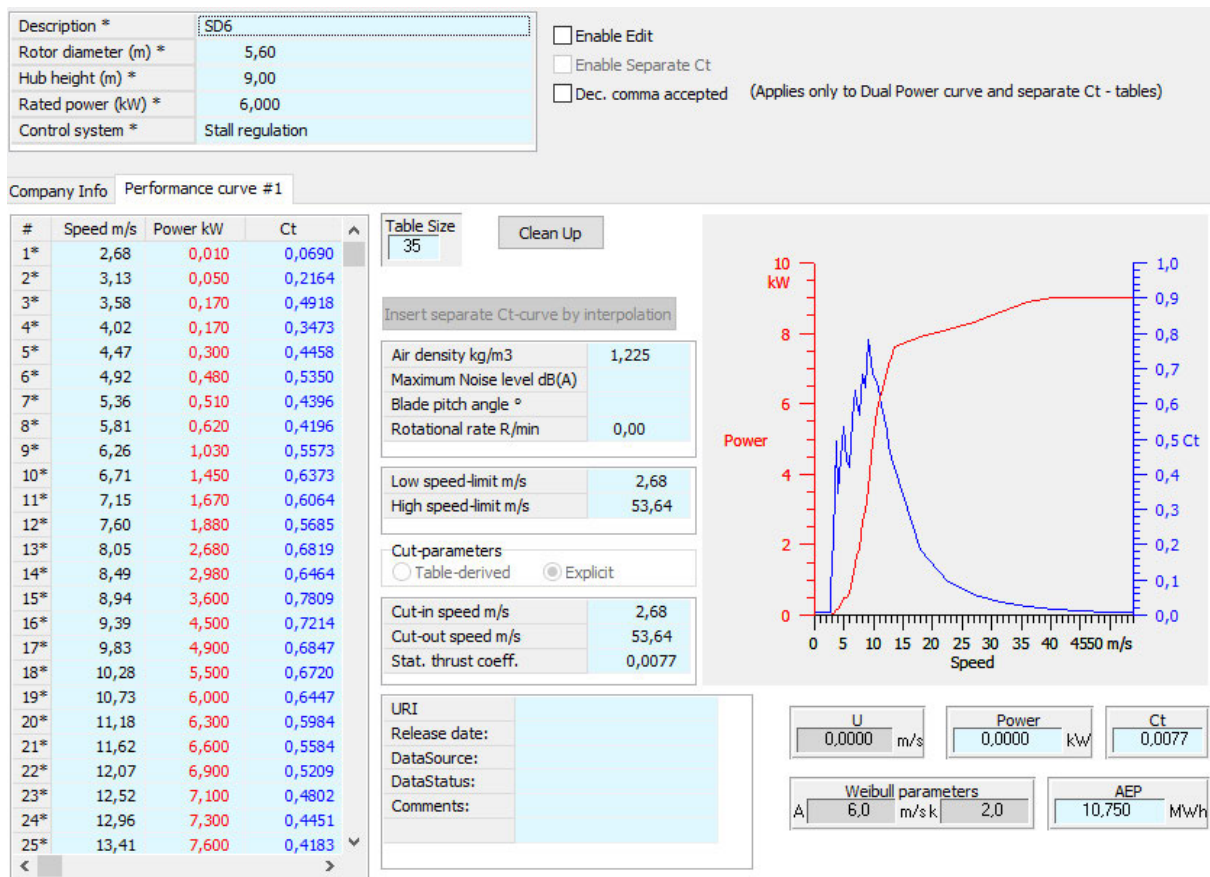 Description * SD6
Rotor diameter (m) * 5,60
Hub height (m) * 9,00
Rated power (kW) * 6,000
Control system * Stall regulation
Enable Edit
Enable Separate Ct
Dec. comma accepted (Applies only to Dual Power curve and separate Ct - tables)
Company Info Performance curve #1
# Speed m/s Power kW Ct
1* 2,68 0,010 0,0690
2* 3,13 0,050 0,2164
3* 3,58 0,170 0,4918
4* 4,02 0,170 0,3473
5* 4,47 0,300 0,4458
6* 4,92 0,480 0,5350
7* 5,36 0,510 0,4396
8* 5,81 0,620 0,4196
9* 6,26 1,030 0,5573
10* 6,71 1,450 0,6373
11* 7,15 1,670 0,6064
12* 7,60 1,880 0,5685
13* 8,05 2,680 0,6819
14* 8,49 2,980 0,6464
15* 8,94 3,600 0,7809
16* 9,39 4,500 0,7214
17* 9,83 4,900 0,6847
18* 10,28 5,500 0,6720
19* 10,73 6,000 0,6447
20* 11,18 6,300 0,5984
21* 11,62 6,600 0,5584
22* 12,07 6,900 0,5209
23* 12,52 7,100 0,4802
24* 12,96 7,300 0,4451
25* 13,41 7,600 0,4183
Table Size
35
Clean Up
Insert separate Ct-curve by interpolation
Air density kg/m3 1,225
Maximum Noise level dB(A)
Blade pitch angle °
Rotational rate R/min 0,00
Low speed-limit m/s 2,68
High speed-limit m/s 53,64
Cut-parameters
Table-derived Explicit
Cut-in speed m/s 2,68
Cut-out speed m/s 53,64
Stat. thrust coeff. 0,0077
URI
Release date:
DataSource:
DataStatus:
Comments:
10
kW
8
6
Power
4
2
0
1,0
0,9
0,8
0,7
0,6
0,5 Ct
0,4
0,3
0,2
0,1
0,0
0 5 10 15 20 25 30 35 40 4550 m/s
Speed
U
0,0000 m/s
Power
0,0000 kW
Ct
0,0077
Weibull parameters
A 6,0 m/s k 2,0
AEP
10,750 MWh